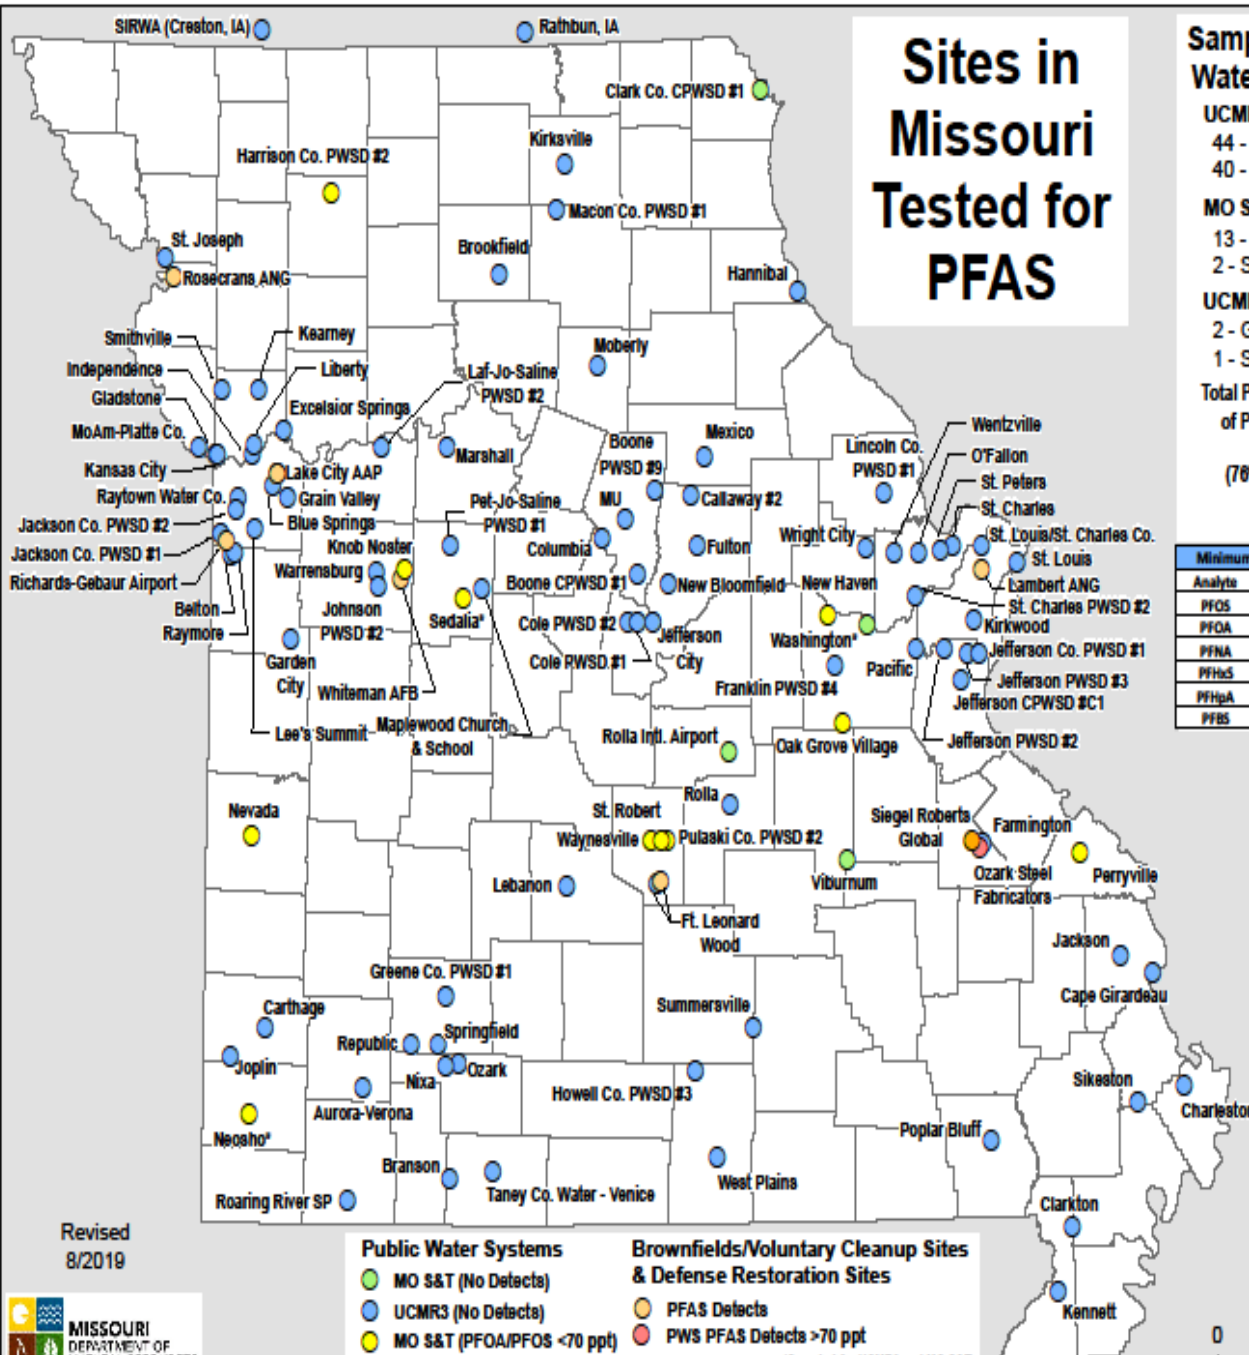 SIRWA (Creston, IA)
Rathbun, IA
Sites in
Missouri
Tested for
PFAS
Clark Co. CPWSD #1
Kirksville
Harrison Co. PWSD #2
Macon Co. PWSD #1
St. Joseph
Brookfield
Rosecrans ANG
Hannibal
Smithville
Kearney
Moberly
Independence
Liberty
Laf-Jo-Saline
PWSD #2
Gladstone
Excelsior Springs
MoAm-Platte Co.
Marshall
Boone
PWSD #9
Mexico
Lincoln Co.
PWSD #1
Wentzville
O'Fallon
St. Peters
St. Charles
Kansas City
Lake City AAP
Raytown Water Co.
Grain Valley
Pet-Jo-Saline
PWSD #1
MU
Callaway #2
Jackson Co. PWSD #2
Blue Springs
Wright City
St. Louis/St. Charles Co.
Jackson Co. PWSD #1
Knob Noster
Columbia
Fulton
St. Louis
Richards-Gebaur Airport
Warrensburg
Boone CPWSD #1
New Bloomfield
New Haven
Lambert ANG
Belton
Johnson
PWSD #2
Sedalia*
Cole PWSD #2
St. Charles PWSD #2
Kirkwood
Raymore
Jefferson
City
Washington*
Garden
City
Cole PWSD #1
Pacific
Jefferson Co. PWSD #1
Whiteman AFB
Franklin PWSD #4
Jefferson PWSD #3
Jefferson CPWSD #C1
Lee's Summit
Maplewood Church
& School
Rolla Intl. Airport
Oak Grove Village
Jefferson PWSD #2
Nevada
St. Robert
Rolla
Siegel Roberts
Global
Farmington
Waynesville
Pulaski Co. PWSD #2
Viburnum
Ozark Steel
Fabricators
Perryville
Lebanon
Ft. Leonard
Wood
Jackson
Greene Co. PWSD #1
Cape Girardeau
Carthage
Summersville
Republic
Springfield
Joplin
Nixa
Ozark
Howell Co. PWSD #3
Sikeston
Charleston
Aurora-Verona
Neosho*
Poplar Bluff
Branson
Taney Co. Water - Venice
West Plains
Roaring River SP
Clarkton
Kennett
Revised
8/2019
Public Water Systems
MO S&T (No Detects)
UCMR3 (No Detects)
MO S&T (PFOA/PFOS <70 ppt)
Brownfields/Voluntary Cleanup Sites
& Defense Restoration Sites
PFAS Detects
PWS PFAS Detects >70 ppt
MISSOURI
DEPARTMENT OF
44 -
40 -
MO S
13 -
2 - S
2 - G
1 - S
of P
(76
Minimum
Analyte
PFOS
PFOA
PFNA
PFHxS
PFHpA
PFBS
0